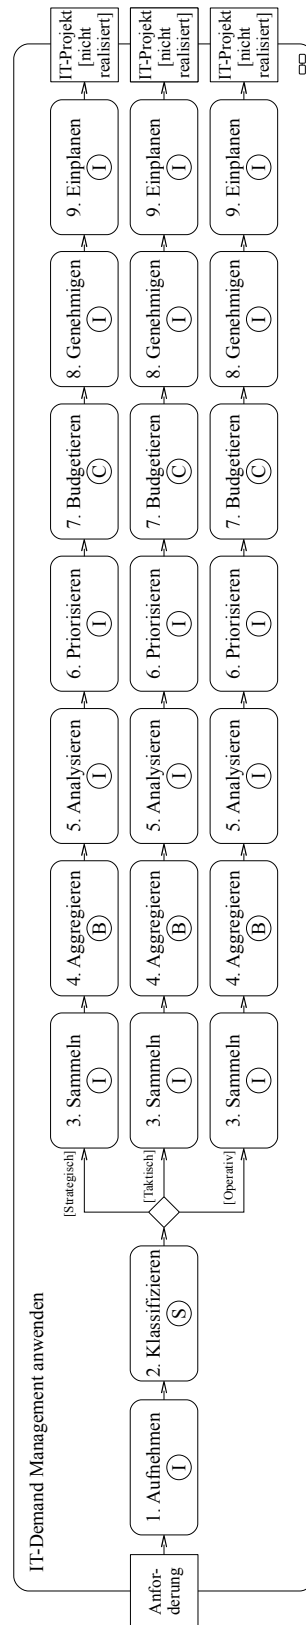 IT-Demand Management anwenden
Anfor-
derung
1. Aufnehmen
I
2. Klassifizieren
S
[Strategisch]
3. Sammeln
I
4. Aggregieren
B
5. Analysieren
I
6. Priorisieren
I
7. Budgetieren
C
8. Genehmigen
I
9. Einplanen
I
IT-Projekt
[nicht
realisiert]
[Taktisch]
3. Sammeln
I
4. Aggregieren
B
5. Analysieren
I
6. Priorisieren
I
7. Budgetieren
C
8. Genehmigen
I
9. Einplanen
I
IT-Projekt
[nicht
realisiert]
[Operativ]
3. Sammeln
I
4. Aggregieren
B
5. Analysieren
I
6. Priorisieren
I
7. Budgetieren
C
8. Genehmigen
I
9. Einplanen
I
IT-Projekt
[nicht
realisiert]